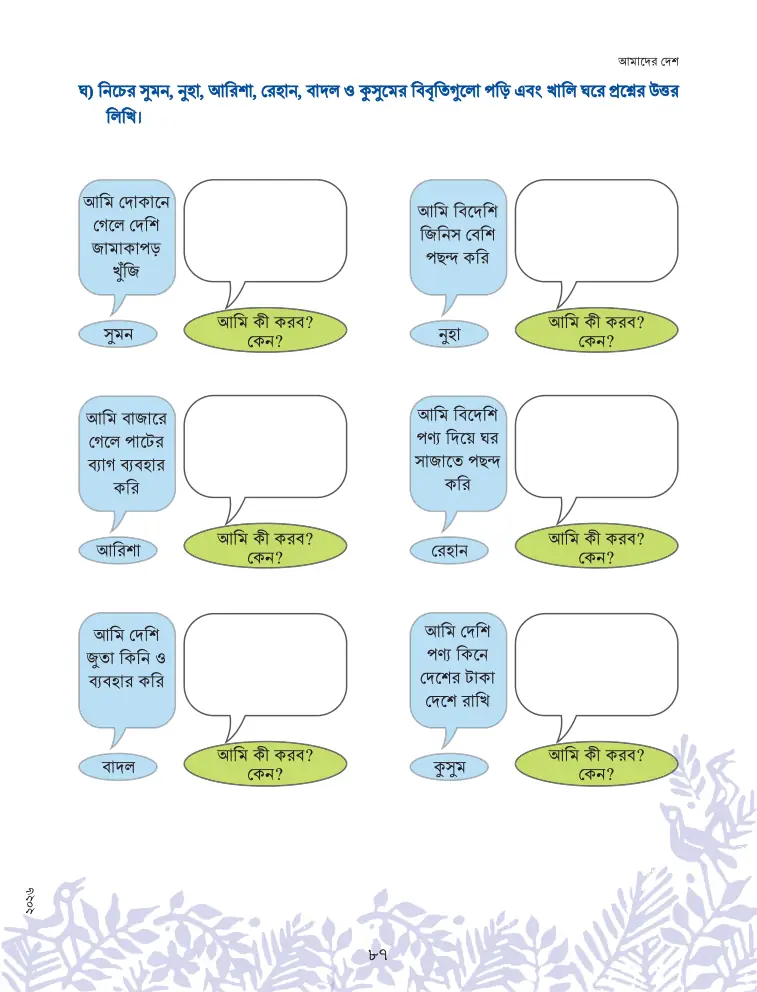 আমাদের দেশ
ঘ) নিচের সুমন, নুহা, আরিশা, রেহান, বাদল ও কুসুমের বিবৃতিগুলো পড়ি এবং খালি ঘরে প্রশ্নের উত্তর
লিখি।
আমি দোকানে
গেলে দেশি
জামাকাপড়
খুঁজি
সুমন
আমি কী করব?
কেন?
আমি বিদেশি
জিনিস বেশি
পছন্দ করি
নুহা
আমি কী করব?
কেন?
আমি বাজারে
গেলে পাটের
ব্যাগ ব্যবহার
করি
আরিশা
আমি কী করব?
কেন?
আমি বিদেশি
পণ্য দিয়ে ঘর
সাজাতে পছন্দ
করি
রেহান
আমি কী করব?
কেন?
আমি দেশি
জুতা কিনি ও
ব্যবহার করি
বাদল
আমি কী করব?
কেন?
আমি দেশি
পণ্য কিনে
দেশের টাকা
দেশে রাখি
কুসুম
আমি কী করব?
কেন?
২০২৬
৮৭